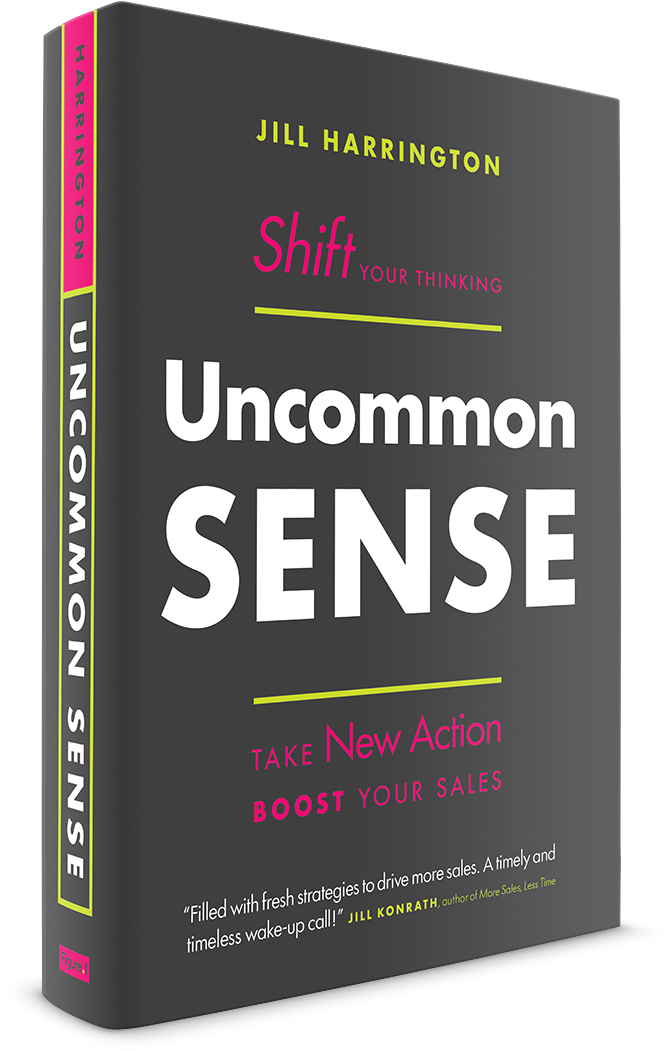 HARRINGTON
UNCOMMON SENSE
Figure.1
JILL HARRINGTON
Shift YOUR THINKING
Uncommon
SENSE
TAKE New Action
BOOST YOUR SALES
“Filled with fresh strategies to drive more sales. A timely and
timeless wake-up call!” JILL KONRATH, author of More Sales, Less Time